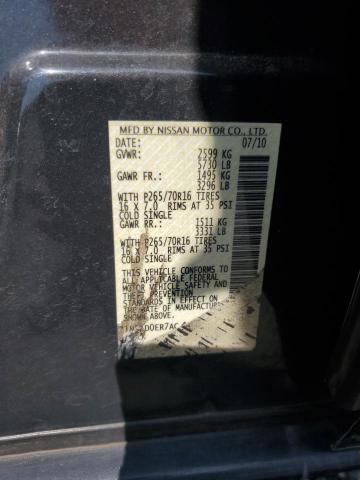 MFD BY NISSAN MOTOR CO., LTD.
DATE: 07/10
GVWR: 2599 KG
5730 LB
GAWR FR.: 1495 KG
3296 LB
WITH P265/70R16 TIRES
16 X 7.0 RIMS AT 35 PSI
COLD SINGLE
GAWR RR.: 1511 KG
3331 LB
WITH P265/70R16 TIRES
16 X 7.0 RIMS AT 35 PSI
COLD SINGLE
THIS VEHICLE CONFORMS TO
ALL APPLICABLE FEDERAL
MOTOR VEHICLE SAFETY AND
THEFT PREVENTION
STANDARDS IN EFFECT ON
THE DATE OF MANUFACTURE
SHOWN ABOVE.